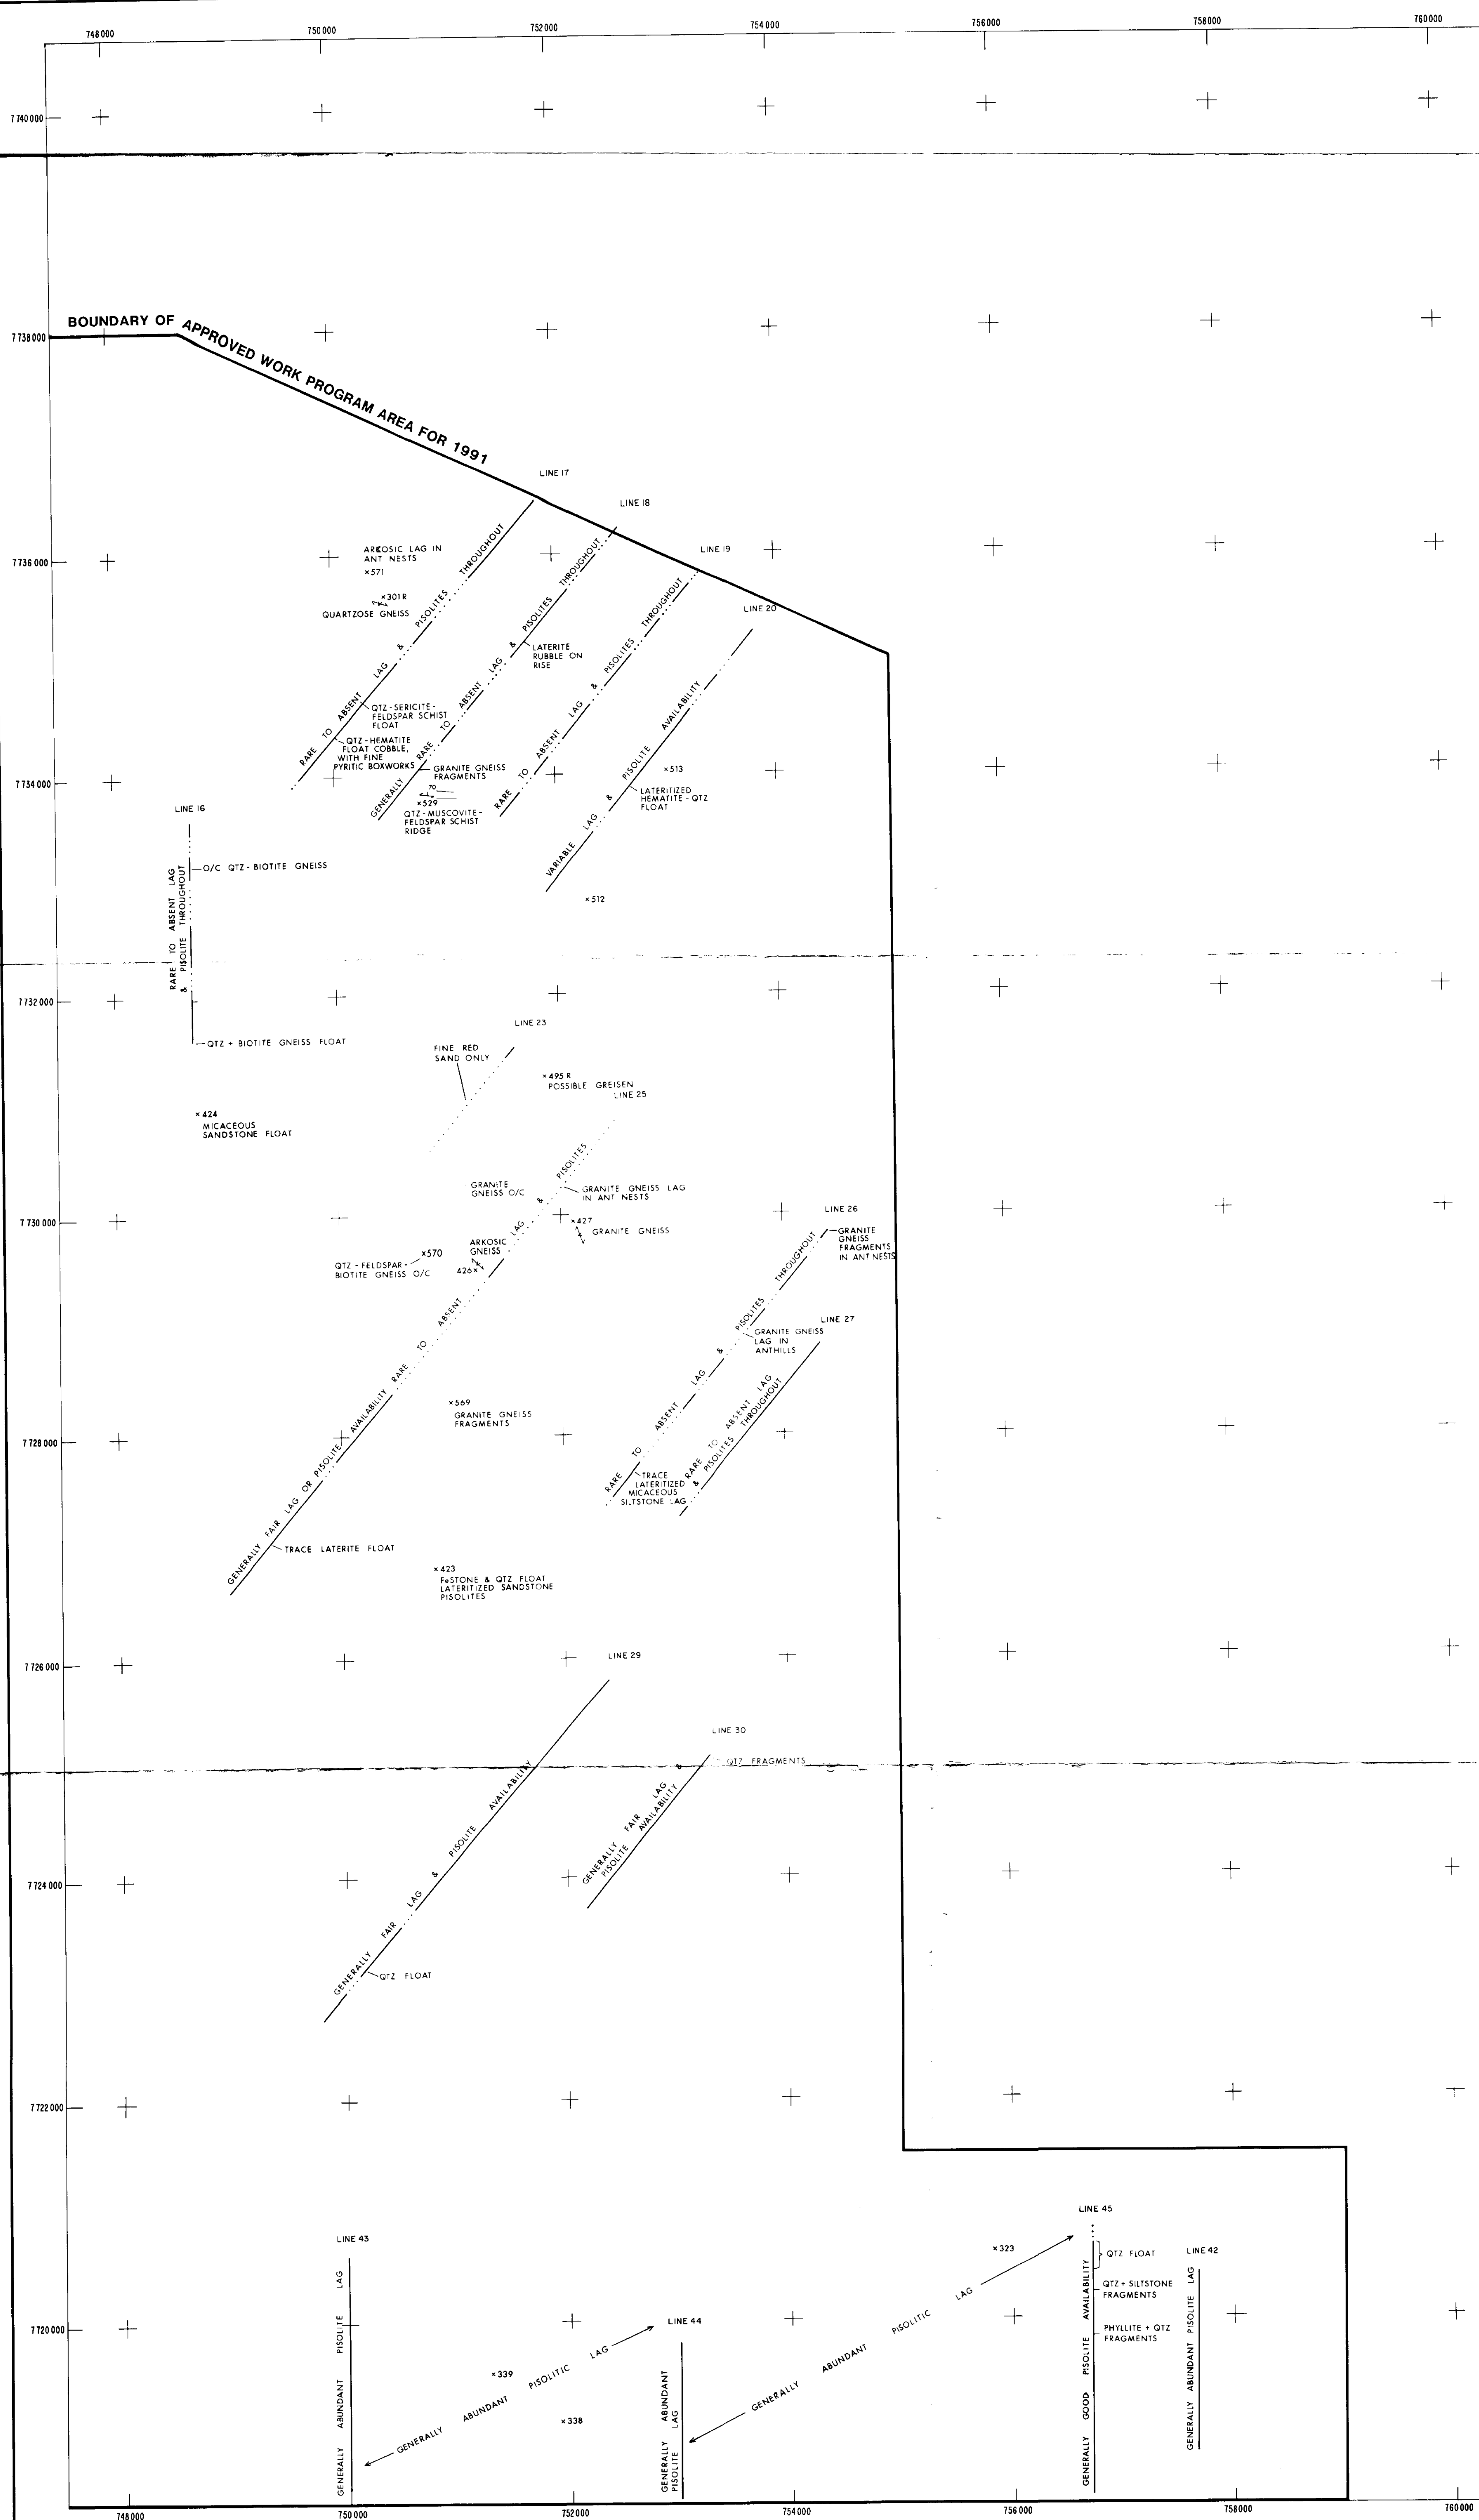 748000
750000
752000
754000
756000
758000
760000
7740000
7738000
BOUNDARY OF APPROVED WORK PROGRAM AREA FOR 1991
LINE 17
LINE 18
LINE 19
LINE 20
7736000
ARKOSIC LAG IN
ANT NESTS
×571
×301R
QUARTZOSE GNEISS
RARE TO ABSENT LAG & PISOLITES THROUGHOUT
QTZ-SERICITE-
FELDSPAR SCHIST
FLOAT
QTZ-HEMATITE
FLOAT COBBLE,
WITH FINE
PYRITIC BOXWORKS
GENERALLY RARE TO ABSENT LAG & PISOLITES THROUGHOUT
LATERITE
RUBBLE ON
RISE
GRANITE GNEISS
FRAGMENTS
70
×529
QTZ-MUSCOVITE-
FELDSPAR SCHIST
RIDGE
RARE TO ABSENT LAG & PISOLITES THROUGHOUT
VARIABLE LAG & PISOLITE AVAILABILITY
×513
LATERITIZED
HEMATITE-QTZ
FLOAT
×512
7734000
LINE 16
O/C QTZ-BIOTITE GNEISS
RARE TO ABSENT LAG
& PISOLITE THROUGHOUT
QTZ + BIOTITE GNEISS FLOAT
7732000
LINE 23
FINE RED
SAND ONLY
×495R
POSSIBLE GREISEN
LINE 25
×424
MICACEOUS
SANDSTONE FLOAT
GRANITE
GNEISS O/C
GRANITE GNEISS LAG
IN ANT NESTS
7730000
×427
GRANITE GNEISS
ARKOSIC
GNEISS
426×
×570
QTZ-FELDSPAR-
BIOTITE GNEISS O/C
GENERALLY FAIR LAG OR PISOLITE AVAILABILITY RARE TO ABSENT LAG & PISOLITES
LINE 26
GRANITE
GNEISS
FRAGMENTS
IN ANT NESTS
RARE TO ABSENT LAG & PISOLITES THROUGHOUT
GRANITE GNEISS
LAG IN
ANTHILLS
LINE 27
RARE TO ABSENT LAG
& PISOLITES THROUGHOUT
TRACE
LATERITIZED
MICACEOUS
SILTSTONE LAG
×569
GRANITE GNEISS
FRAGMENTS
7728000
TRACE LATERITE FLOAT
×423
FeSTONE & QTZ FLOAT
LATERITIZED SANDSTONE
PISOLITES
7726000
LINE 29
GENERALLY FAIR LAG & PISOLITE AVAILABILITY
QTZ FLOAT
LINE 30
QTZ FRAGMENTS
GENERALLY FAIR LAG &
PISOLITE AVAILABILITY
7724000
7722000
LINE 43
GENERALLY ABUNDANT PISOLITE LAG
7720000
×339
GENERALLY ABUNDANT PISOLITIC LAG
×338
LINE 44
GENERALLY ABUNDANT
PISOLITE LAG
GENERALLY ABUNDANT PISOLITIC LAG
×323
LINE 45
QTZ FLOAT
QTZ + SILTSTONE
FRAGMENTS
PHYLLITE + QTZ
FRAGMENTS
GENERALLY GOOD PISOLITE AVAILABILITY
LINE 42
GENERALLY ABUNDANT PISOLITE LAG
748000
750000
752000
754000
756000
758000
760000